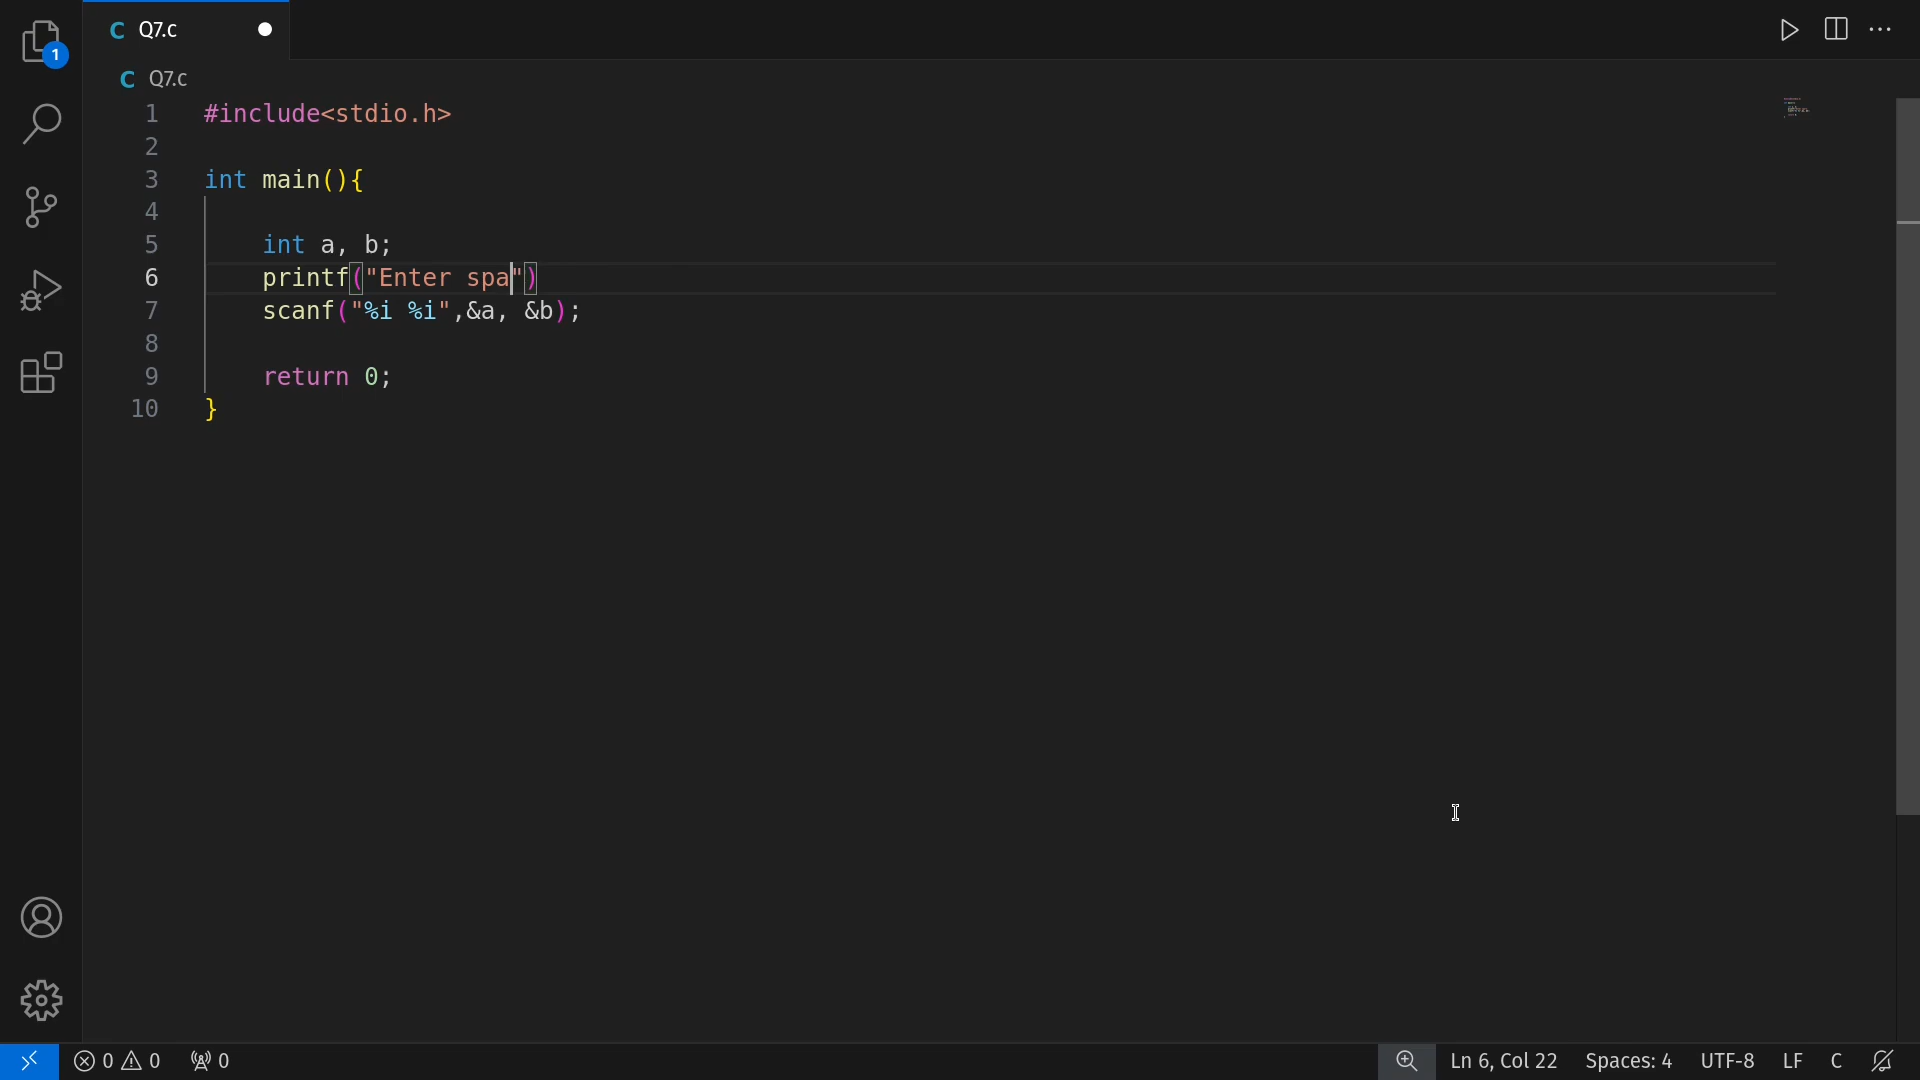 1
C Q7.c
C Q7.c
1 #include<stdio.h>
2
3 int main(){
4
5     int a, b;
6     printf("Enter spa")
7     scanf("%i %i",&a, &b);
8
9     return 0;
10 }
0 0 0 Ln 6, Col 22 Spaces: 4 UTF-8 LF C